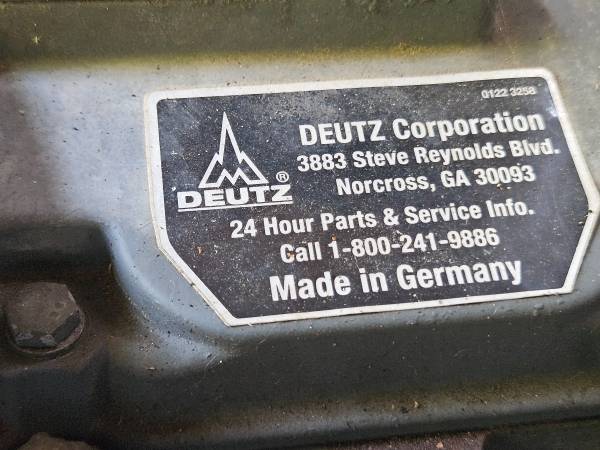 0122 3258
DEUTZ Corporation
3883 Steve Reynolds Blvd.
Norcross, GA 30093
DEUTZ®
24 Hour Parts & Service Info.
Call 1-800-241-9886
Made in Germany